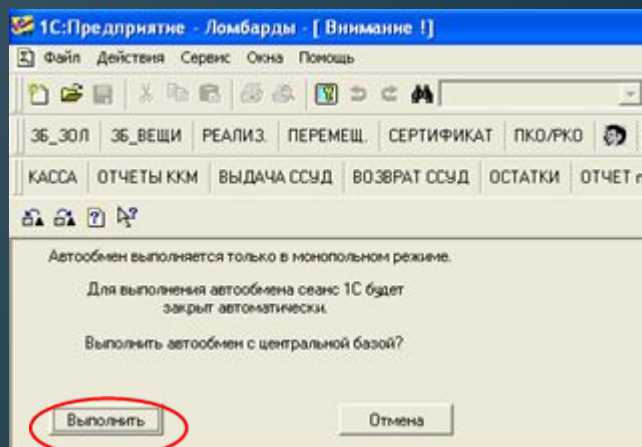 1С:Предприятие - Ломбарды - [ Внимание !]
Файл Действия Сервис Окна Помощь
ЗБ_ЗОЛ ЗБ_ВЕЩИ РЕАЛИЗ. ПЕРЕМЕЩ. СЕРТИФИКАТ ПКО/РКО
КАССА ОТЧЕТЫ ККМ ВЫДАЧА ССУД ВОЗВРАТ ССУД ОСТАТКИ ОТЧЕТ
Автообмен выполняется только в монопольном режиме.
Для выполнения автообмена сеанс 1С будет
закрыт автоматически.
Выполнить автообмен с центральной базой?
Выполнить Отмена